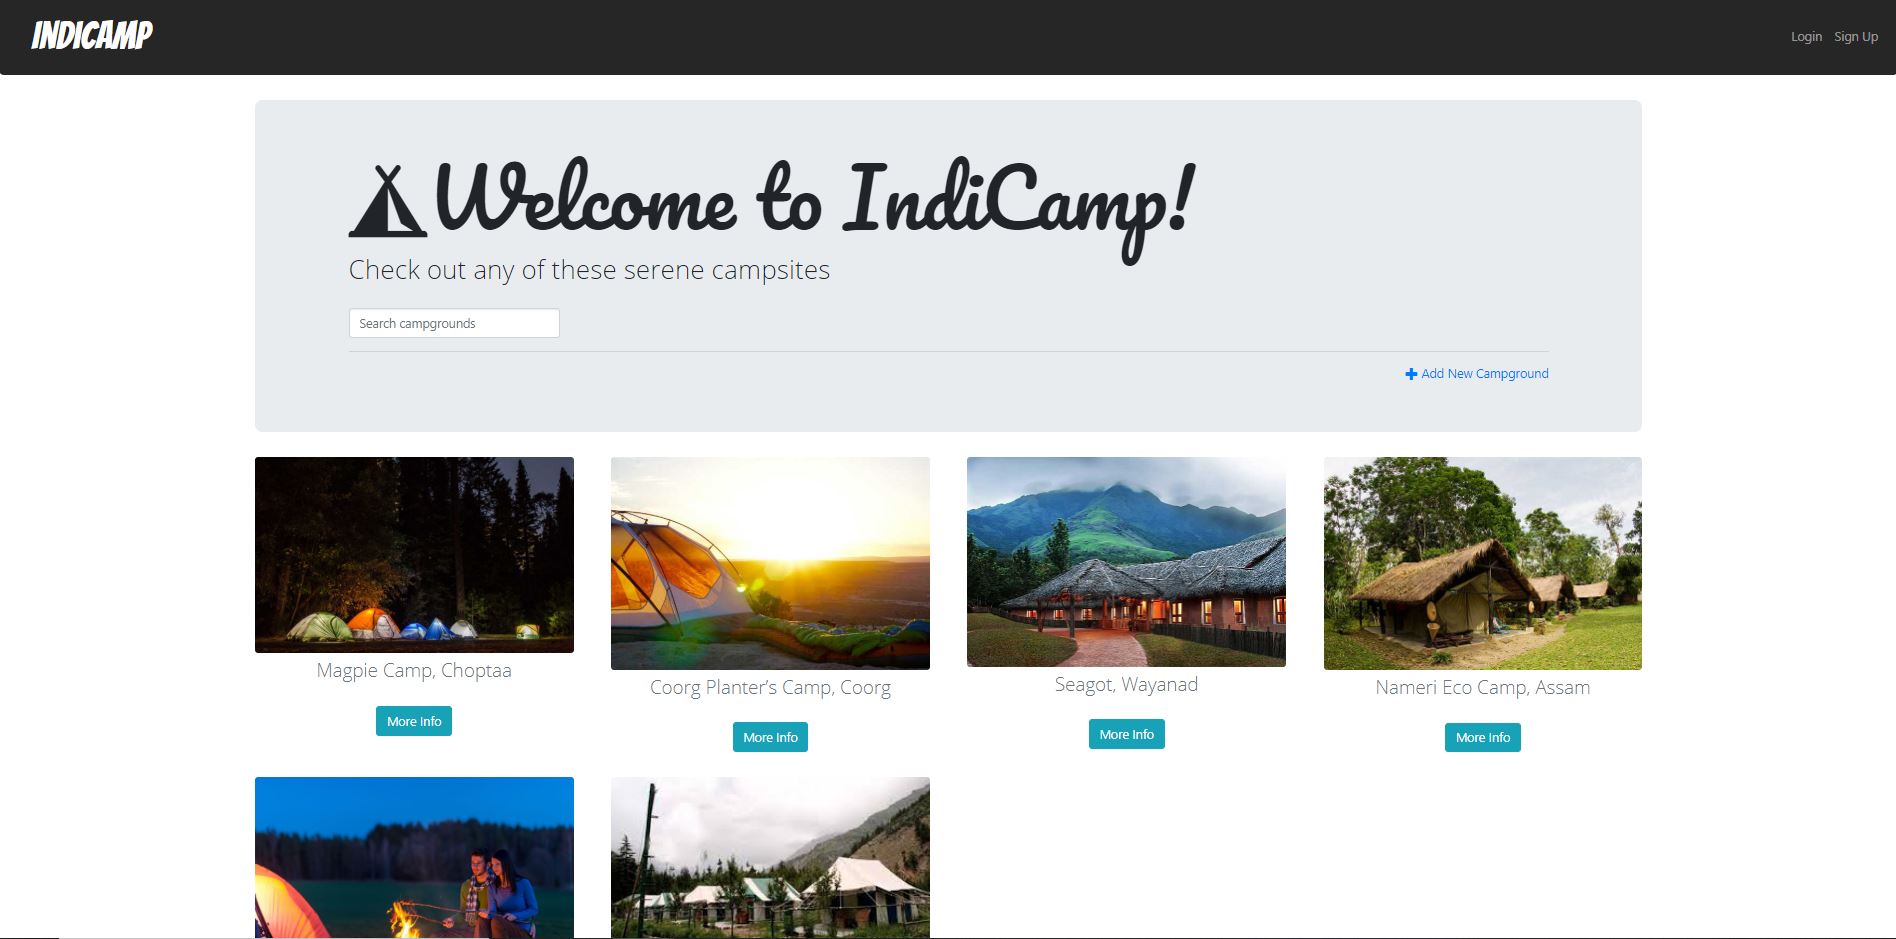 INDICAMP
Login Sign Up
Welcome to IndiCamp!
Check out any of these serene campsites
Search campgrounds
Add New Campground
Magpie Camp, Choptaa
Coorg Planter’s Camp, Coorg
Seagot, Wayanad
Nameri Eco Camp, Assam
More Info
More Info
More Info
More Info